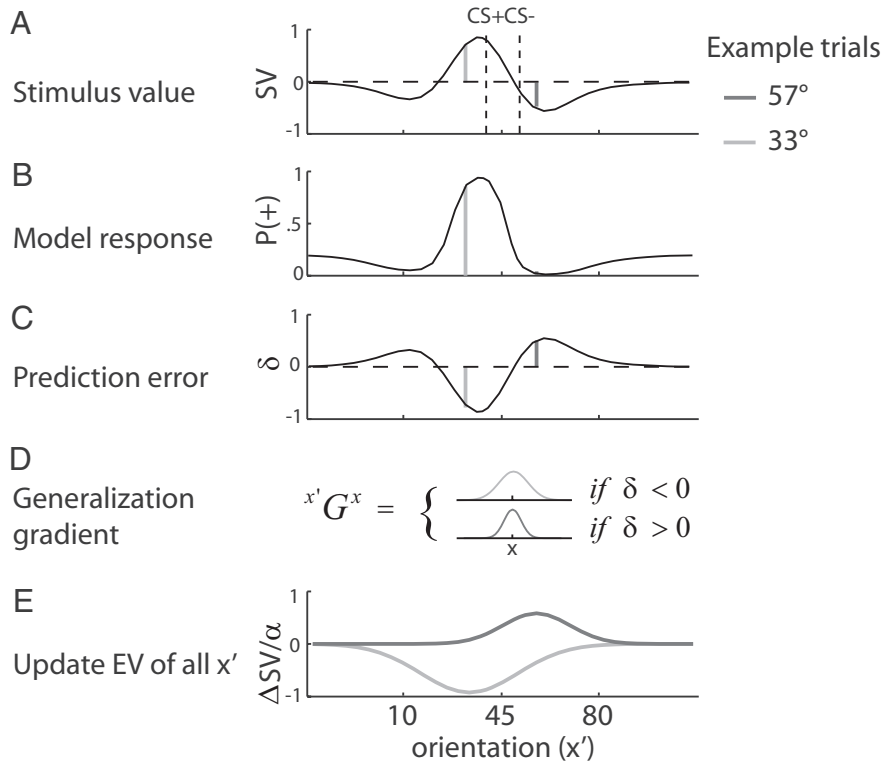 A
Stimulus value
SV
1
0
-1
CS+CS-
Example trials
57°
33°
B
Model response
P(+)
1
.5
0
C
Prediction error
δ
1
0
-1
D
Generalization
gradient
x'Gx = {
if δ < 0
if δ > 0
x
E
Update EV of all x'
ΔSV/α
1
0
-1
10 45 80
orientation (x')